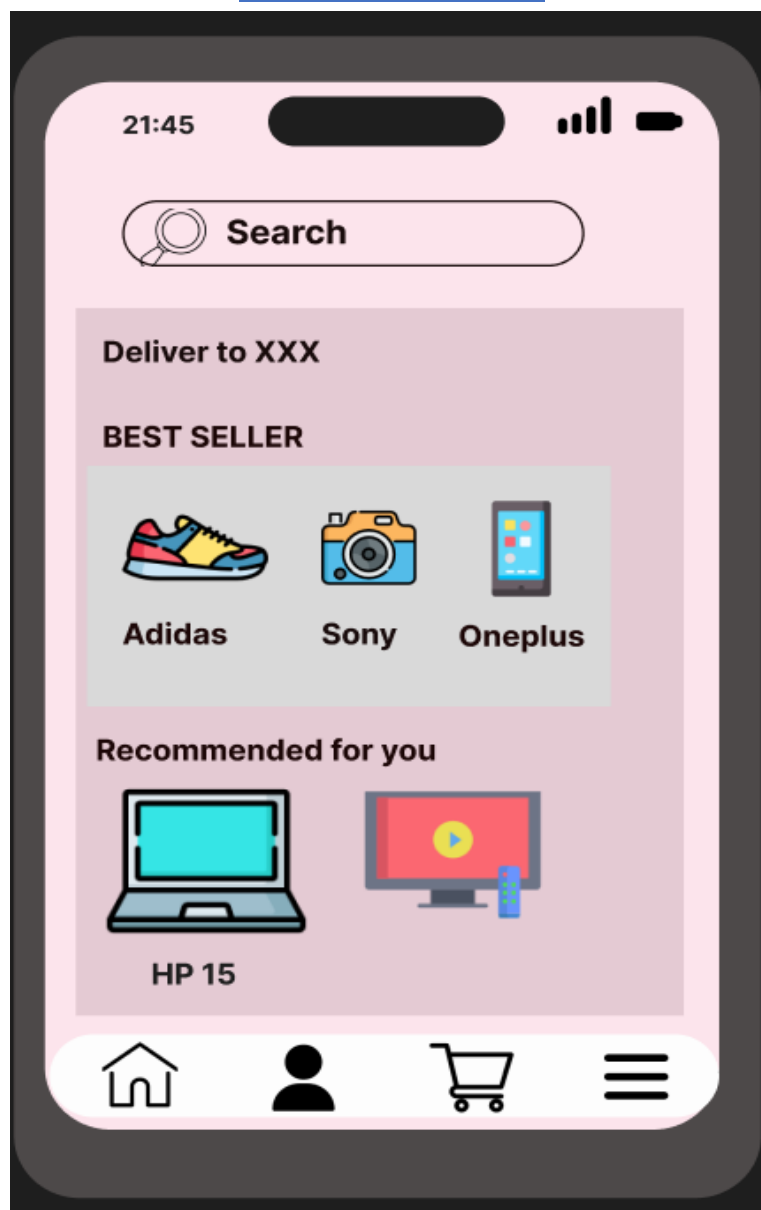 21:45
Search
Deliver to XXX
BEST SELLER
Adidas Sony Oneplus
Recommended for you
HP 15